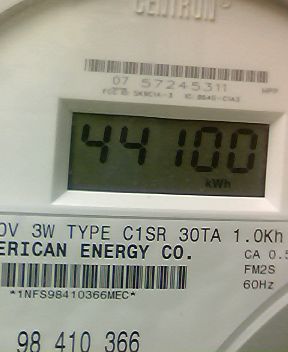 CENTRON®
07 57245311
44100
kWh
0V 3W TYPE C1SR 30TA 1.0Kh
ERICAN ENERGY CO.
CA 0.5
FM2S
*1NFS98410366MEC*
60Hz
98 410 366